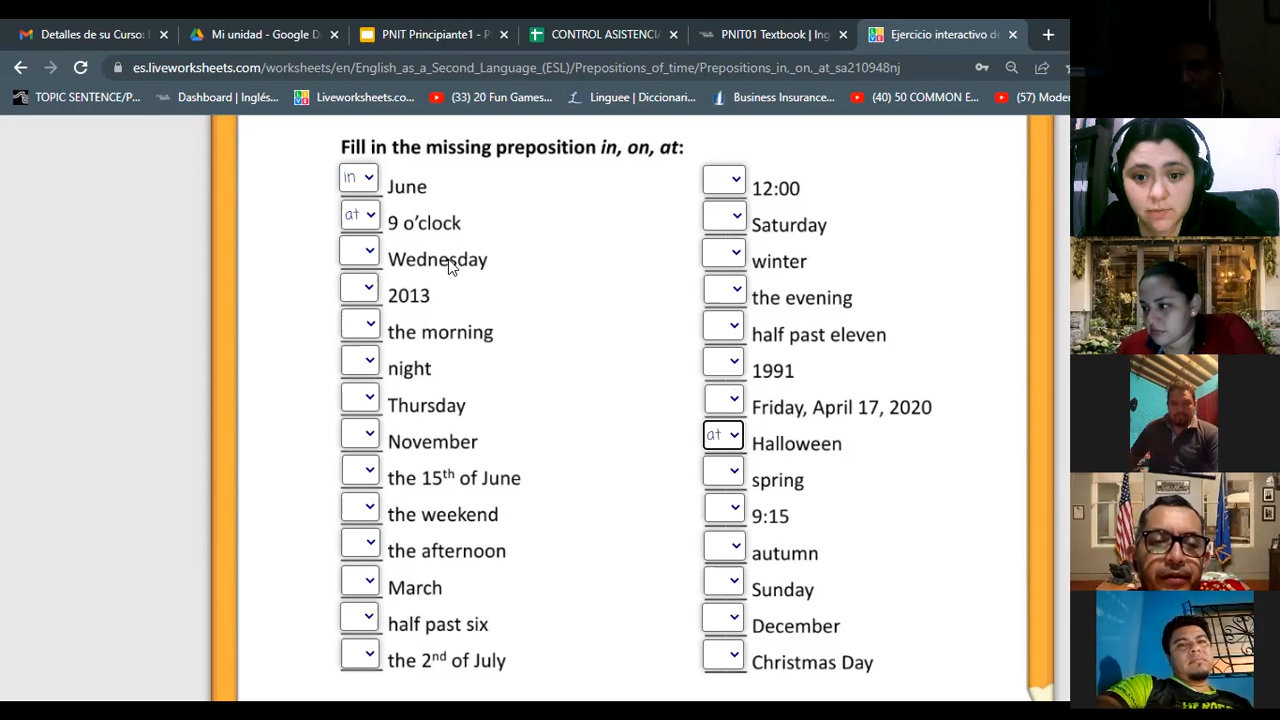 Detalles de su Curso:
Mi unidad - Google D
PNIT Principiante1 - P
CONTROL ASISTENCI
PNIT01 Textbook | Ing
Ejercicio interactivo de
es.liveworksheets.com/worksheets/en/English_as_a_Second_Language_(ESL)/Prepositions_of_time/Prepositions_in,_on,_at_sa210948nj
TOPIC SENTENCE/P...
Dashboard | Inglés...
Liveworksheets.co...
(33) 20 Fun Games...
Linguee | Diccionari...
Business Insurance...
(40) 50 COMMON E...
(57) Moder
Fill in the missing preposition in, on, at:
in June
at 9 o’clock
Wednesday
2013
the morning
night
Thursday
November
the 15th of June
the weekend
the afternoon
March
half past six
the 2nd of July
12:00
Saturday
winter
the evening
half past eleven
1991
Friday, April 17, 2020
at Halloween
spring
9:15
autumn
Sunday
December
Christmas Day